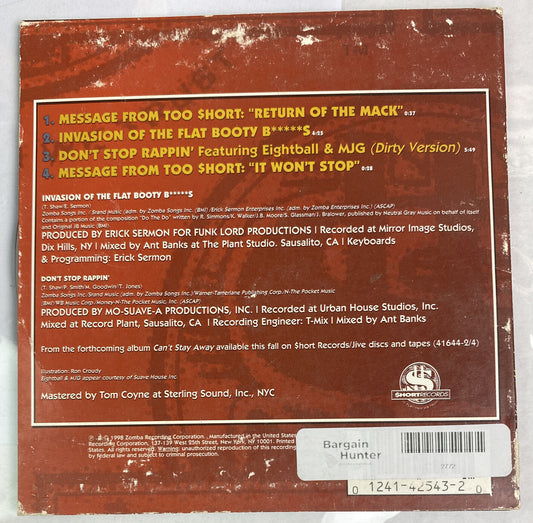 1. MESSAGE FROM TOO $HORT: "RETURN OF THE MACK" 0:37
2. INVASION OF THE FLAT BOOTY B*****S 4:25
3. DON'T STOP RAPPIN' Featuring Eightball & MJG (Dirty Version) 5:49
4. MESSAGE FROM TOO $HORT: "IT WON'T STOP" 0:28
INVASION OF THE FLAT BOOTY B*****S
(T. Shaw/E. Sermon)
Zomba Songs Inc. / Srand Music (adm. by Zomba Songs Inc.) (BMI) /Erick Sermon Enterprises Inc. (adm. by Zomba Enterprises Inc.) (ASCAP)
Contains a portion of the composition "Do The Do" written by R. Simmons/K. Walker/J.B. Moore/S. Glassman/J. Bralower, published by Neutral Gray Music on behalf of itself
and Original JB Music (BMI)
PRODUCED BY ERICK SERMON FOR FUNK LORD PRODUCTIONS | Recorded at Mirror Image Studios,
Dix Hills, NY | Mixed by Ant Banks at The Plant Studio. Sausalito, CA | Keyboards
& Programming: Erick Sermon
DON'T STOP RAPPIN'
(T. Shaw/P. Smith/M. Goodwin/T. Jones)
Zomba Songs Inc./Srand Music (adm. by Zomba Songs Inc.)/Warner-Tamerlane Publishing Corp./N-The Pocket Music
(BMI)/WB Music Corp./Money-N-The Pocket Music Inc. (ASCAP)
PRODUCED BY MO-SUAVE-A PRODUCTIONS, INC. | Recorded at Urban House Studios, Inc.
Mixed at Record Plant, Sausalito, CA | Recording Engineer: T-Mix | Mixed by Ant Banks
From the forthcoming album Can't Stay Away available this fall on $hort Records/Jive discs and tapes (41644-2/4)
Illustration: Ron Croudy
Eightball & MJG appear courtesy of Suave House Inc.
Mastered by Tom Coyne at Sterling Sound, Inc., NYC
$HORT RECORDS
℗ © 1998 Zomba Recording Corporation. Manufactured in the United States
Recording Corporation, 137-139 West 25th Street, New York, NY 10001. Printed
States. All rights reserved. Warning: unauthorized reproduction of this recording
by federal law and subject to criminal prosecution.
Bargain
Hunter
2772
0 1241-42543-2 0